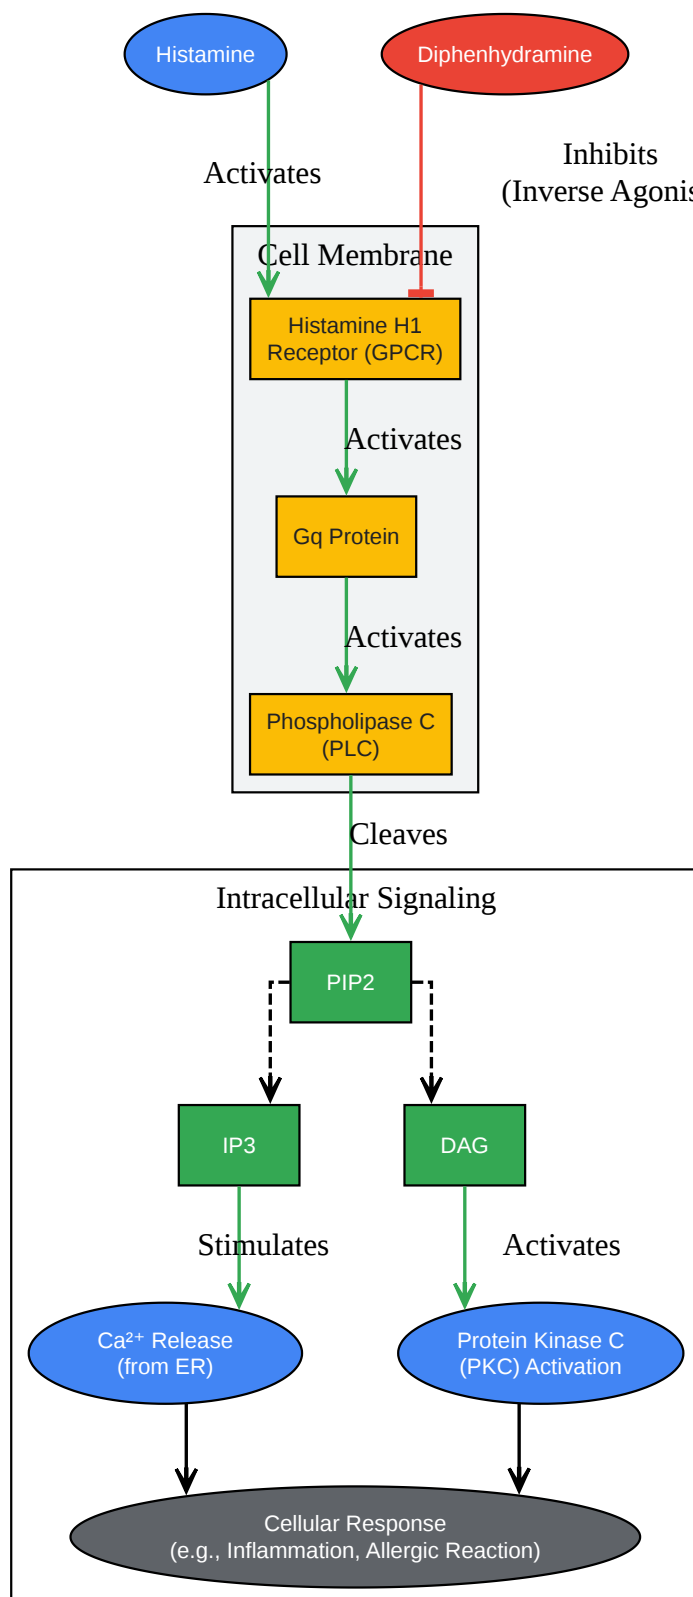 Histamine
Diphenhydramine
Activates
Inhibits
(Inverse Agonis
Cell Membrane
Histamine H1
Receptor (GPCR)
Activates
Gq Protein
Activates
Phospholipase C
(PLC)
Cleaves
Intracellular Signaling
PIP2
IP3
DAG
Stimulates
Activates
Ca²⁺ Release
(from ER)
Protein Kinase C
(PKC) Activation
Cellular Response
(e.g., Inflammation, Allergic Reaction)